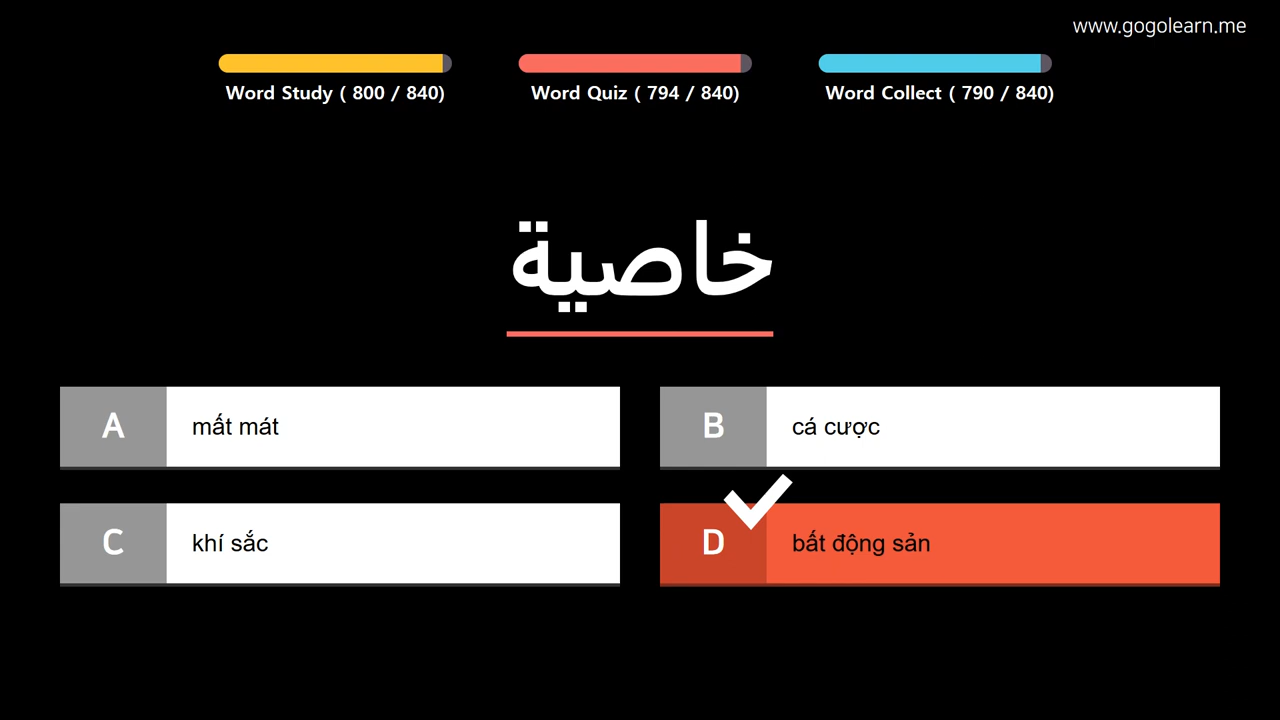 www.gogolearn.me
Word Study ( 800 / 840)
Word Quiz ( 794 / 840)
Word Collect ( 790 / 840)
خاصية
A
mất mát
B
cá cược
C
khí sắc
D
bất động sản